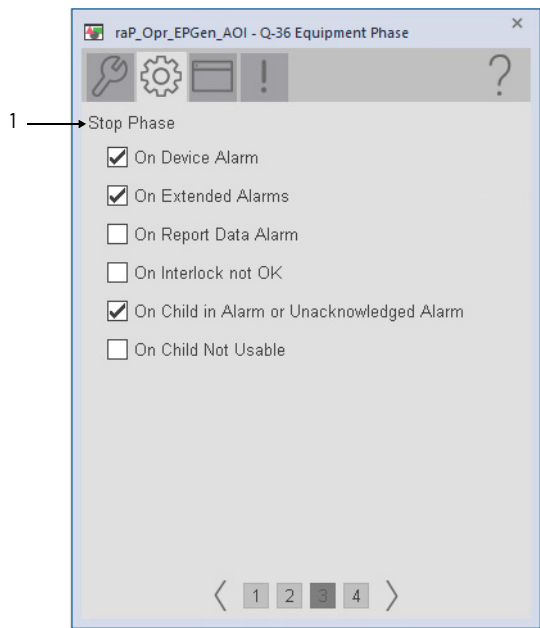 raP_Opr_EPGen_AOI - Q-36 Equipment Phase
!
?
1
Stop Phase
On Device Alarm
On Extended Alarms
On Report Data Alarm
On Interlock not OK
On Child in Alarm or Unacknowledged Alarm
On Child Not Usable
1 2 3 4